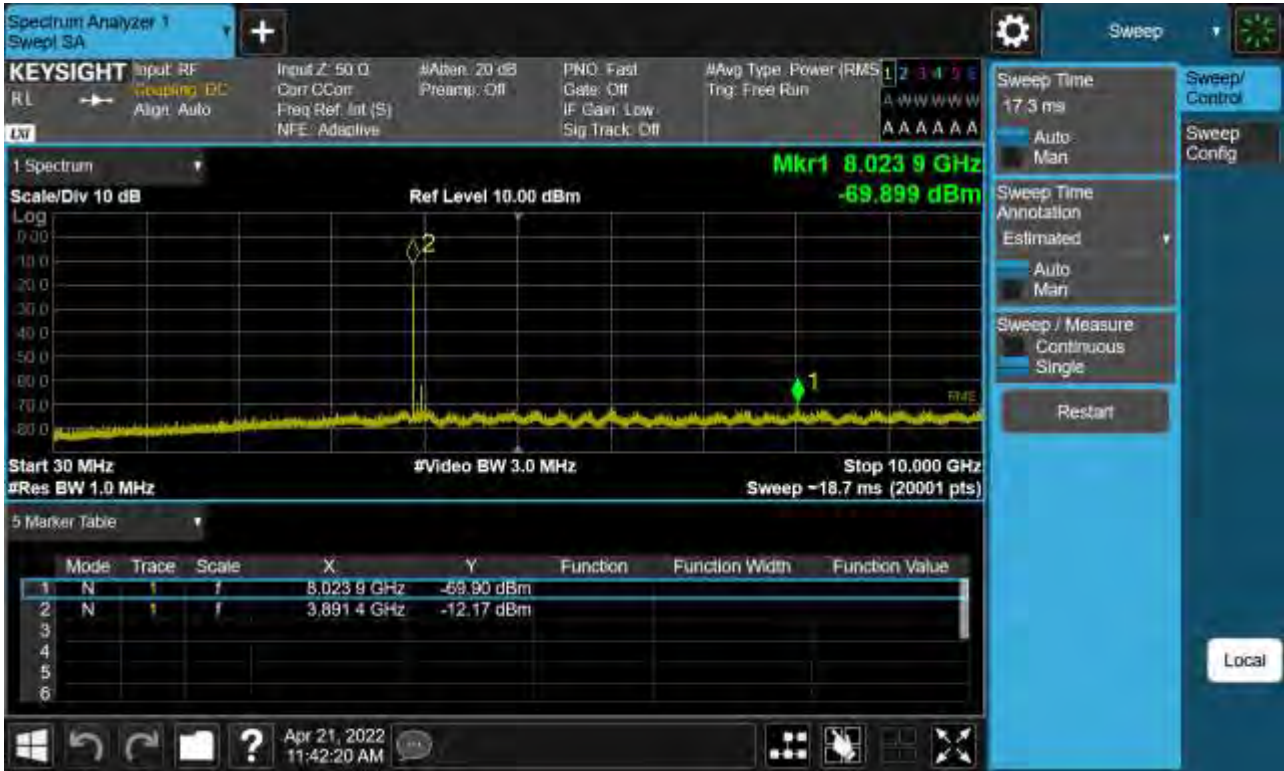 Spectrum Analyzer 1
Swept SA
+
Sweep
KEYSIGHT
RL
LXI
Input: RF
Coupling: DC
Align: Auto
Input Z: 50 Ω
Corr CCorr
Freq Ref: Int (S)
NFE: Adaptive
#Atten: 20 dB
Preamp: Off
PNO: Fast
Gate: Off
IF Gain: Low
Sig Track: Off
#Avg Type: Power (RMS
Trig: Free Run
1 2 3 4 5 6
A W W W W W
A A A A A A
1 Spectrum
Mkr1 8.023 9 GHz
Scale/Div 10 dB
Ref Level 10.00 dBm
-69.899 dBm
Log
0.00
-10.0
-20.0
-30.0
-40.0
-50.0
-60.0
-70.0
-80.0
2
1
RMS
Start 30 MHz
#Video BW 3.0 MHz
Stop 10.000 GHz
#Res BW 1.0 MHz
Sweep ~18.7 ms (20001 pts)
5 Marker Table
Mode Trace Scale X Y Function Function Width Function Value
1 N 1 f 8.023 9 GHz -69.90 dBm
2 N 1 f 3.891 4 GHz -12.17 dBm
3
4
5
6
Sweep Time
17.3 ms
Auto
Man
Sweep Time
Annotation
Estimated
Auto
Man
Sweep / Measure
Continuous
Single
Restart
Sweep/
Control
Sweep
Config
Local
?
Apr 21, 2022
11:42:20 AM